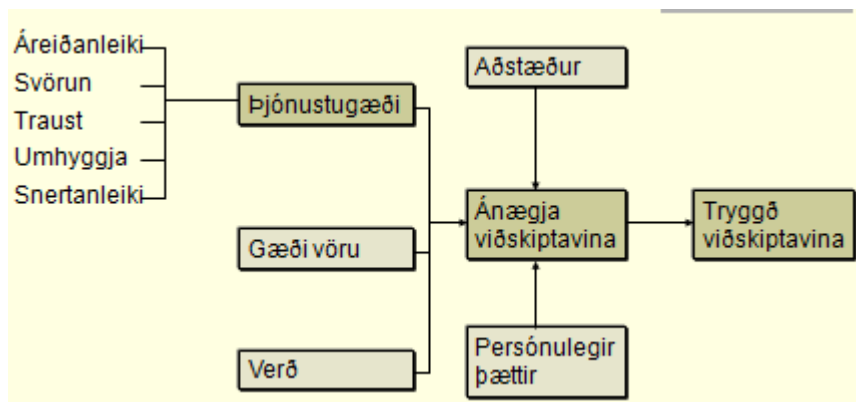 Áreiðanleiki
Svörun
Traust
Umhyggja
Snertanleiki
Þjónustugæði
Gæði vöru
Verð
Aðstæður
Ánægja
viðskiptavina
Persónulegir
þættir
Tryggð
viðskiptavina